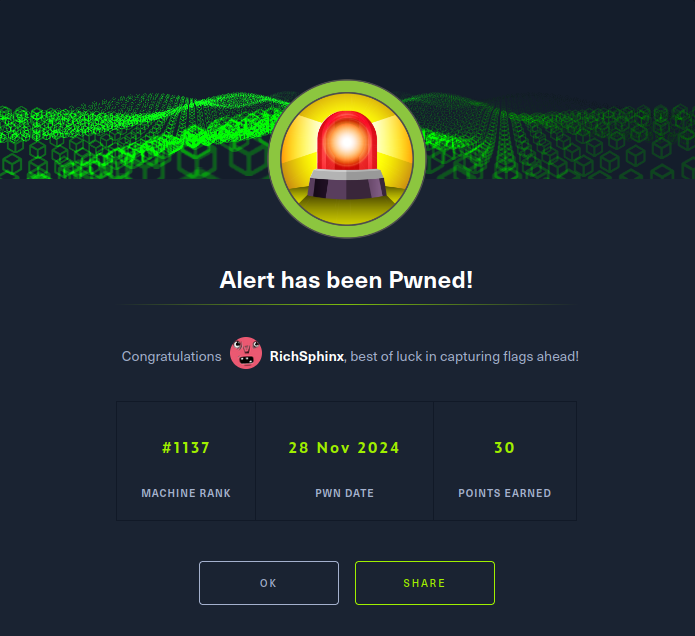 Alert has been Pwned!
Congratulations RichSphinx, best of luck in capturing flags ahead!
#1137 28 Nov 2024 30
MACHINE RANK PWN DATE POINTS EARNED
OK SHARE